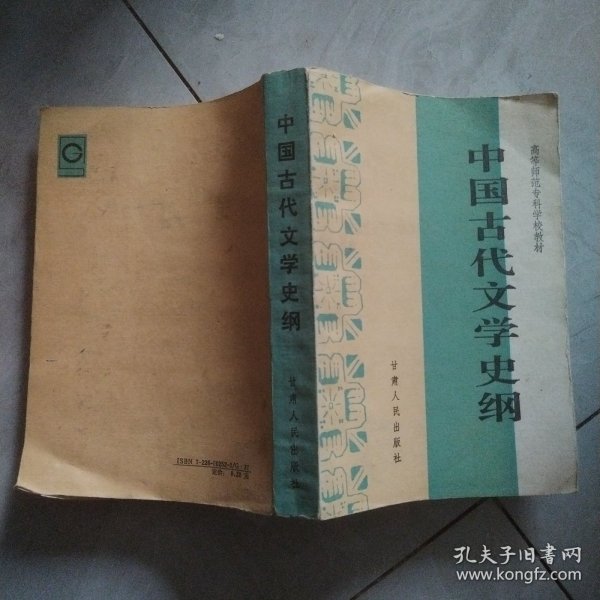 中国古代文学史纲
高等师范专科学校教材
甘肃人民出版社
中国古代文学史纲
甘肃人民出版社
G
孔夫子旧书网
www.kongfz.com